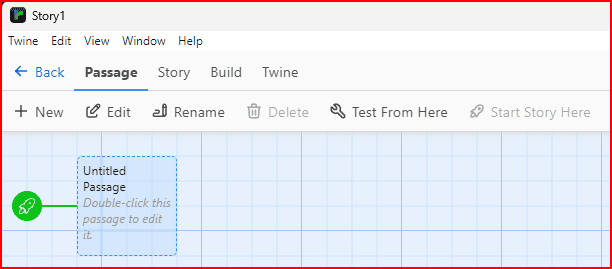 Story1
Twine Edit View Window Help
Back Passage Story Build Twine
New Edit Rename Delete Test From Here Start Story Here
Untitled
Passage
Double-click this
passage to edit
it.